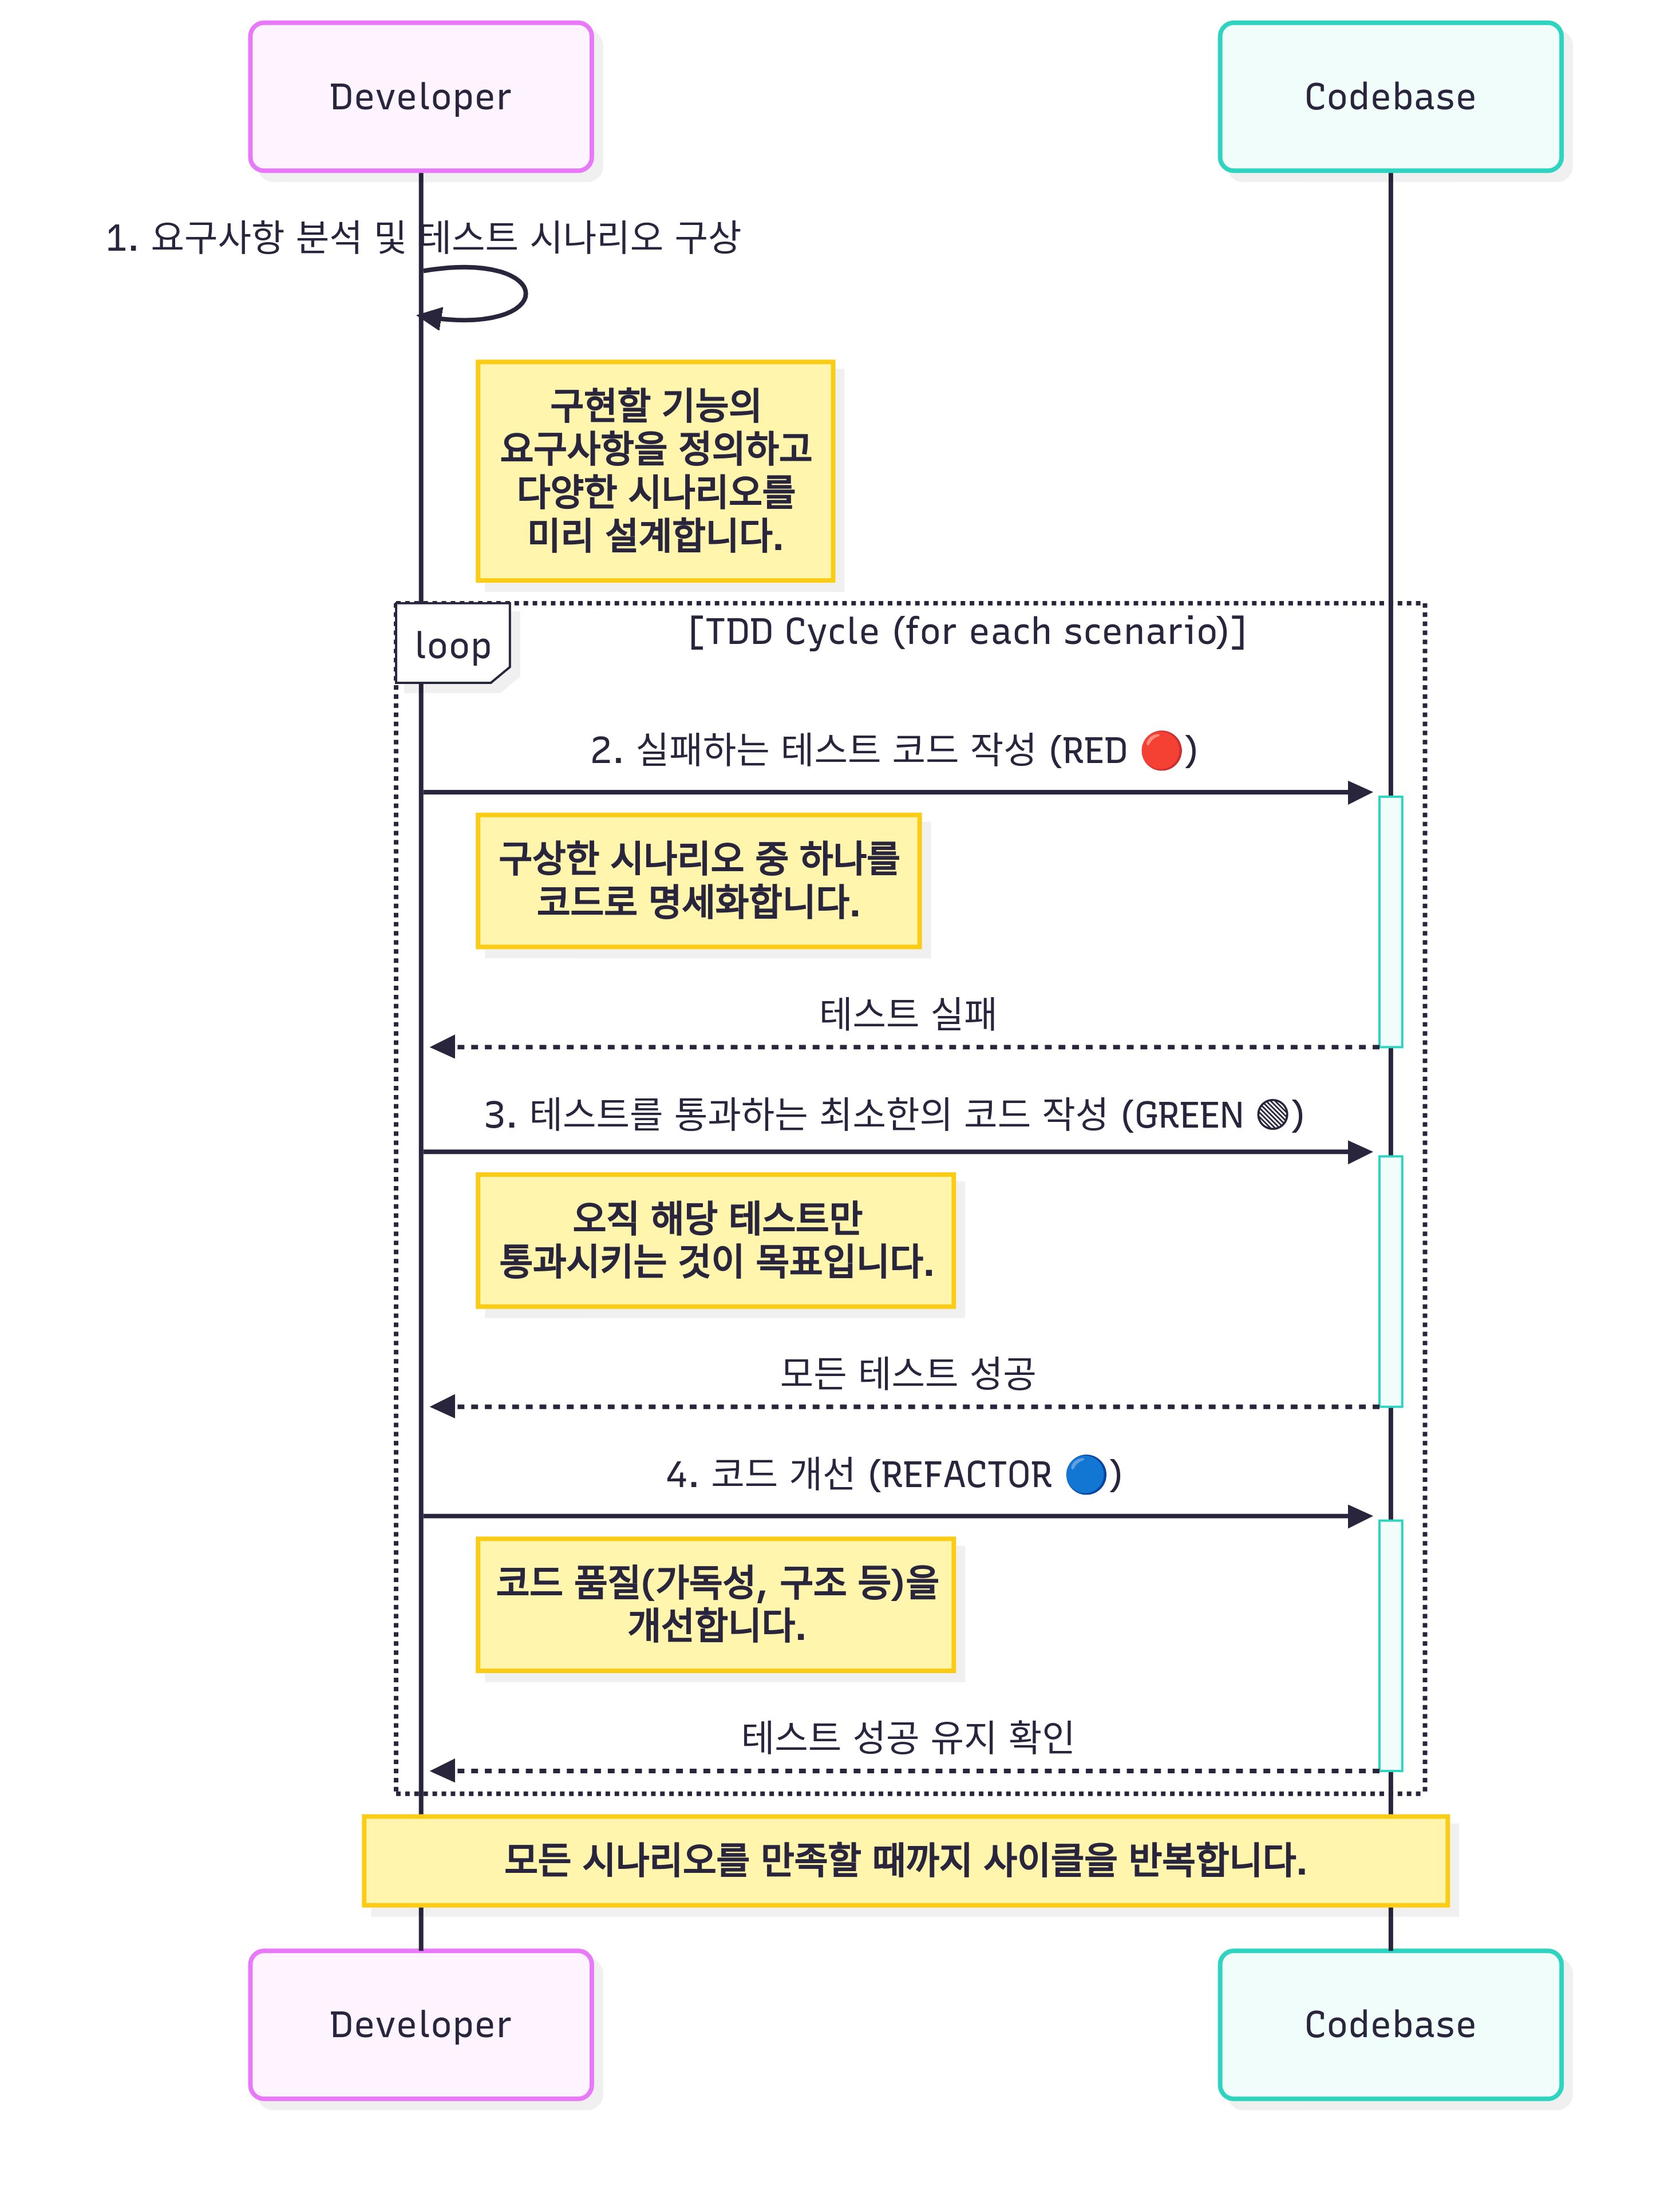 Developer
Codebase
1. 요구사항 분석 및 테스트 시나리오 구상
구현할 기능의
요구사항을 정의하고
다양한 시나리오를
미리 설계합니다.
loop
[TDD Cycle (for each scenario)]
2. 실패하는 테스트 코드 작성 (RED 🔴)
구상한 시나리오 중 하나를
코드로 명세화합니다.
테스트 실패
3. 테스트를 통과하는 최소한의 코드 작성 (GREEN ▧)
오직 해당 테스트만
통과시키는 것이 목표입니다.
모든 테스트 성공
4. 코드 개선 (REFACTOR 🔵)
코드 품질(가독성, 구조 등)을
개선합니다.
테스트 성공 유지 확인
모든 시나리오를 만족할 때까지 사이클을 반복합니다.
Developer
Codebase